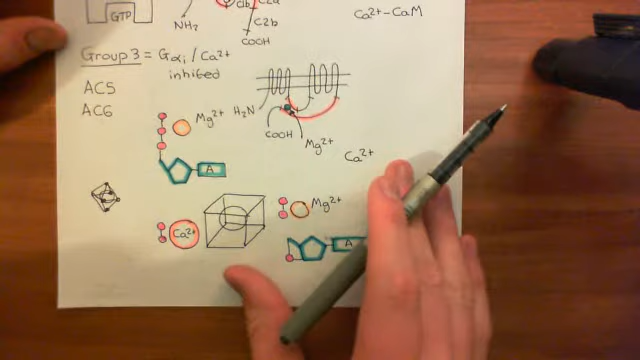 GTP
NH2
C1b
C2b
COOH
Ca2+-CaM
Group 3 = Gαi / Ca2+
inhibited
AC5
AC6
Mg2+
H2N
COOH
Mg2+
Ca2+
A
Ca2+
Mg2+
A